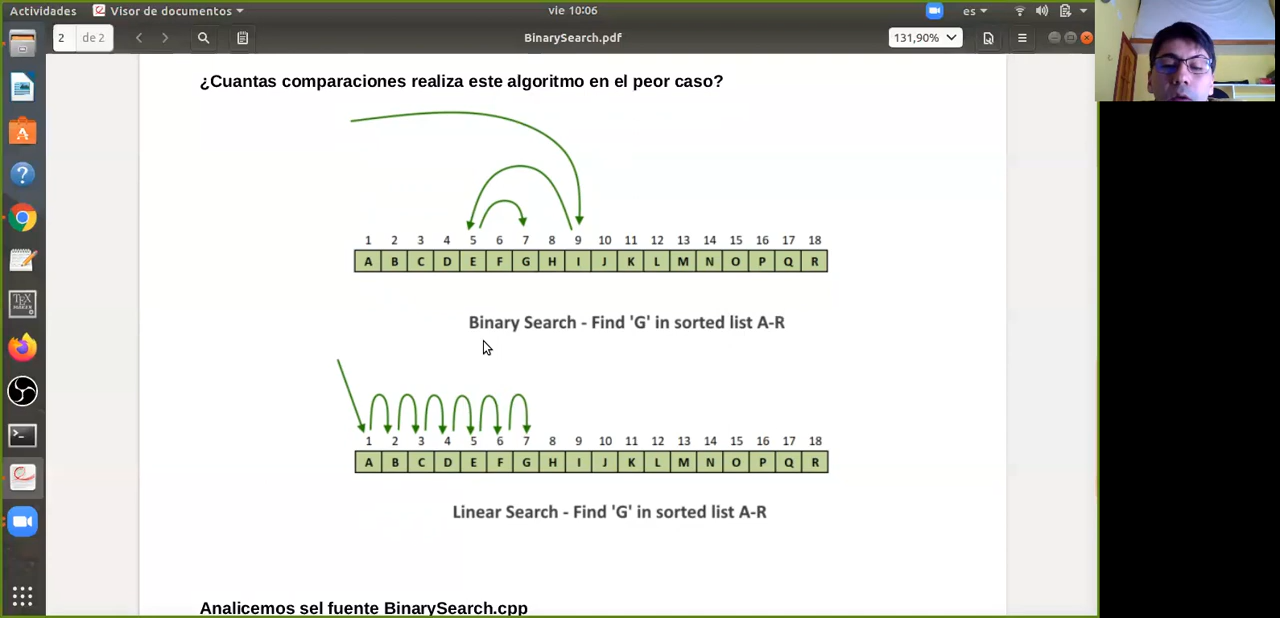 Actividades Visor de documentos vie 10:06 es
2 de 2 BinarySearch.pdf 131,90%
¿Cuantas comparaciones realiza este algoritmo en el peor caso?
1 2 3 4 5 6 7 8 9 10 11 12 13 14 15 16 17 18
A B C D E F G H I J K L M N O P Q R
Binary Search - Find 'G' in sorted list A-R
1 2 3 4 5 6 7 8 9 10 11 12 13 14 15 16 17 18
A B C D E F G H I J K L M N O P Q R
Linear Search - Find 'G' in sorted list A-R
Analicemos sel fuente BinarySearch.cpp